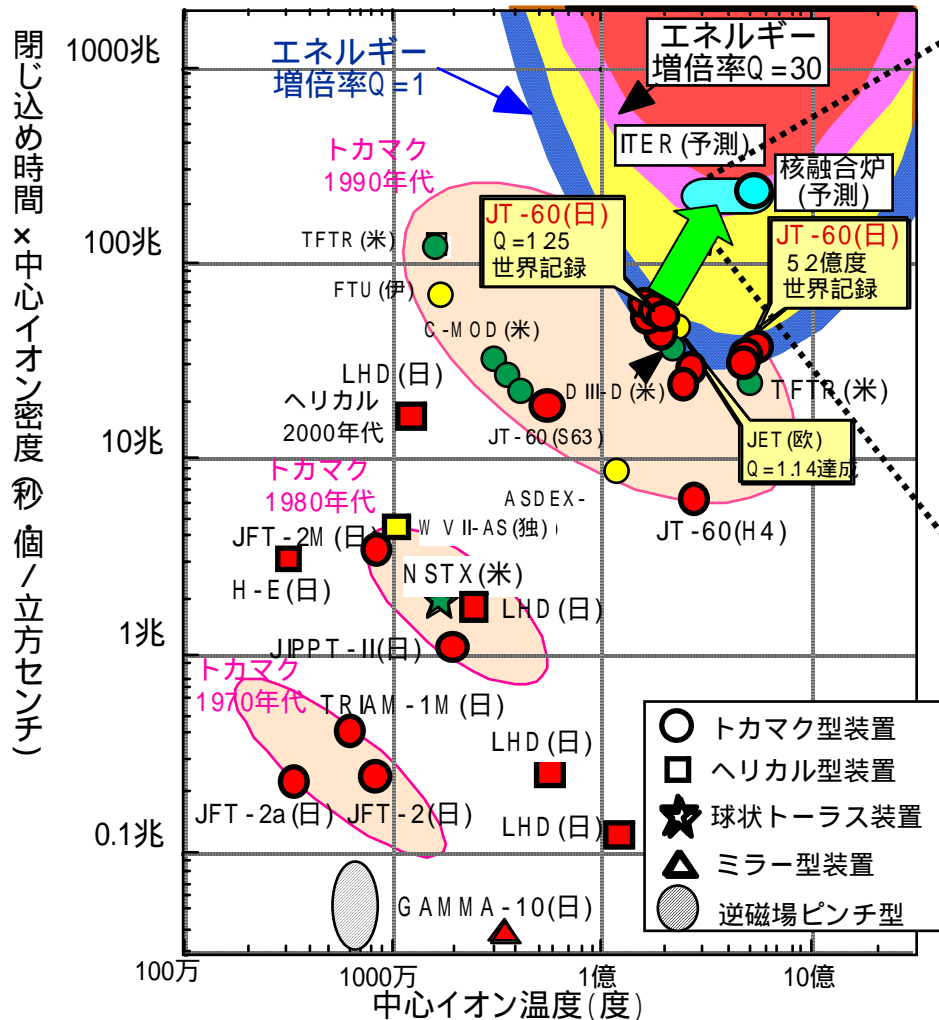 閉じ込め時間×中心イオン密度(秒・個/立方センチ)
1000兆
100兆
10兆
1兆
0.1兆
エネルギー
増倍率Q=1
エネルギー
増倍率Q=30
トカマク
1990年代
ITER(予測)
核融合炉
(予測)
JT-60(日)
Q=1.25
世界記録
JT-60(日)
5.2億度
世界記録
TFTR(米)
FTU(伊)
C-MOD(米)
LHD(日)
ヘリカル
2000年代
DIII-D(米)
TFTR(米)
JT-60(S63)
JET(欧)
Q=1.14達成
トカマク
1980年代
ASDEX-
WVII-AS(独)
JT-60(H4)
JFT-2M(日)
H-E(日)
NSTX(米)
LHD(日)
JIPPT-II(日)
トカマク
1970年代
TRIAM-1M(日)
LHD(日)
JFT-2a(日)
JFT-2(日)
LHD(日)
GAMMA-10(日)
トカマク型装置
ヘリカル型装置
球状トーラス装置
ミラー型装置
逆磁場ピンチ型
100万
1000万
1億
10億
中心イオン温度(度)